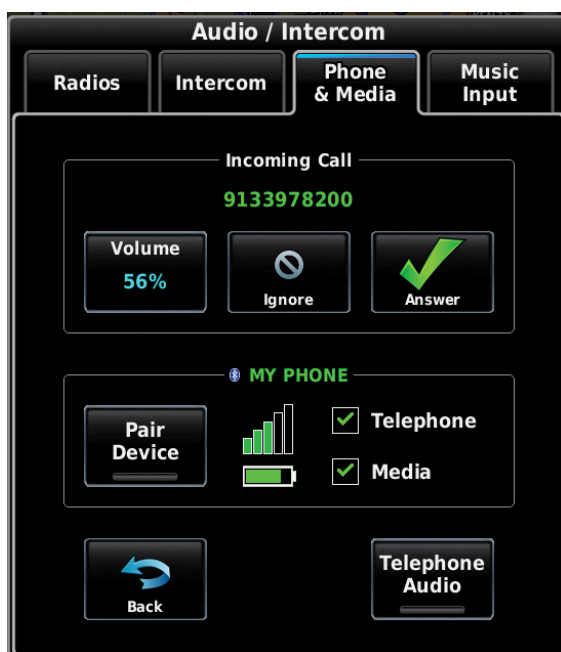 Audio / Intercom
Radios
Intercom
Phone
& Media
Music
Input
Incoming Call
9133978200
Volume
56%
Ignore
Answer
MY PHONE
Pair
Device
Telephone
Media
Back
Telephone
Audio